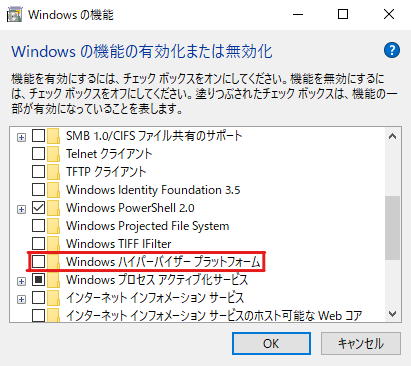 Windows の機能
Windows の機能の有効化または無効化
機能を有効にするには、チェック ボックスをオンにしてください。機能を無効にするに
は、チェック ボックスをオフにしてください。塗りつぶされたチェック ボックスは、機能の一
部が有効になっていることを表します。
SMB 1.0/CIFS ファイル共有のサポート
Telnet クライアント
TFTP クライアント
Windows Identity Foundation 3.5
Windows PowerShell 2.0
Windows Projected File System
Windows TIFF IFilter
Windows ハイパーバイザー プラットフォーム
Windows プロセス アクティブ化サービス
インターネット インフォメーション サービス
インターネット インフォメーション サービスのホスト可能な Web コア
OK
キャンセル